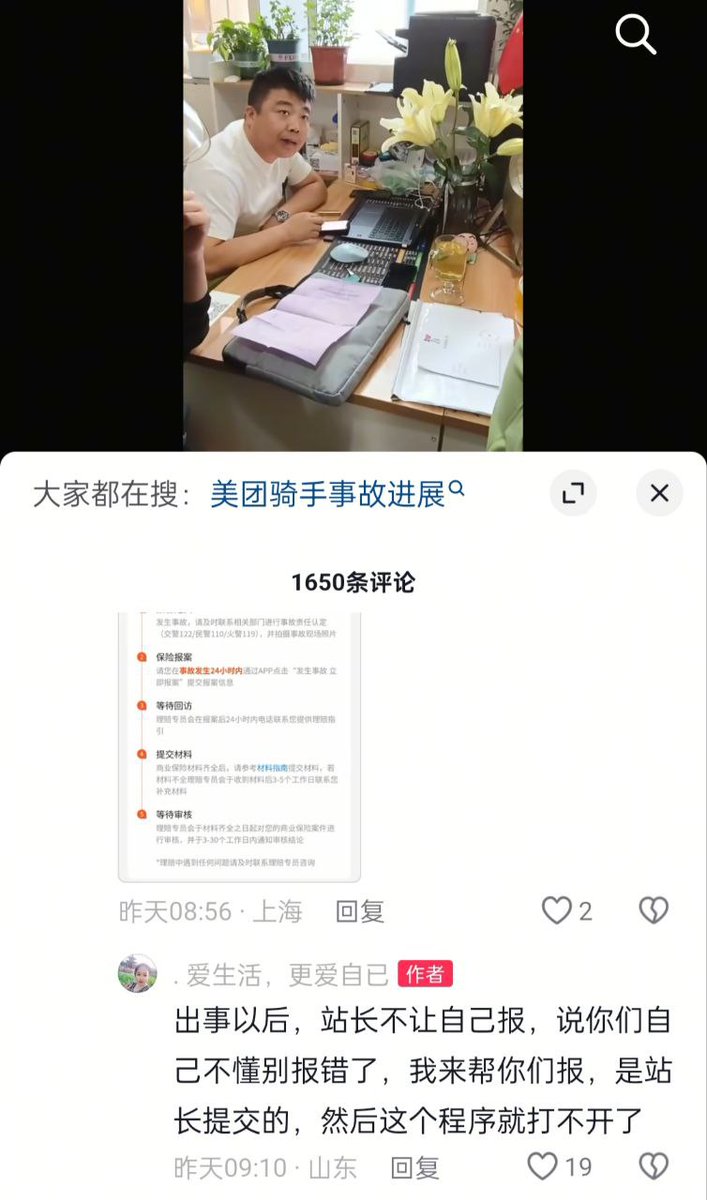 大家都在搜：美团骑手事故进展
1650条评论
发生事故，请及时联系相关部门进行事故责任认定
（交警122/民警110/火警119），并拍摄事故现场照片
2 保险报案
请您在事故发生24小时内通过APP点击“发生事故 立
即报案”提交报案信息
3 等待回访
理赔专员会在报案后24小时内电话联系您提供理赔指
引
4 提交材料
商业保险材料齐全后，请参考材料指南提交材料，若
材料不全理赔专员会于收到材料后3-5个工作日联系您
补充材料
5 等待审核
理赔专员会于材料齐全之日起对您的商业保险案件进
行审核，并于3-30个工作日内通知审核结论
*理赔中遇到任何问题请及时联系理赔专员咨询
昨天08:56 · 上海 回复 2
. 爱生活，更爱自已 作者
出事以后，站长不让自己报，说你们自
己不懂别报错了，我来帮你们报，是站
长提交的，然后这个程序就打不开了
昨天09:10 · 山东 回复 19